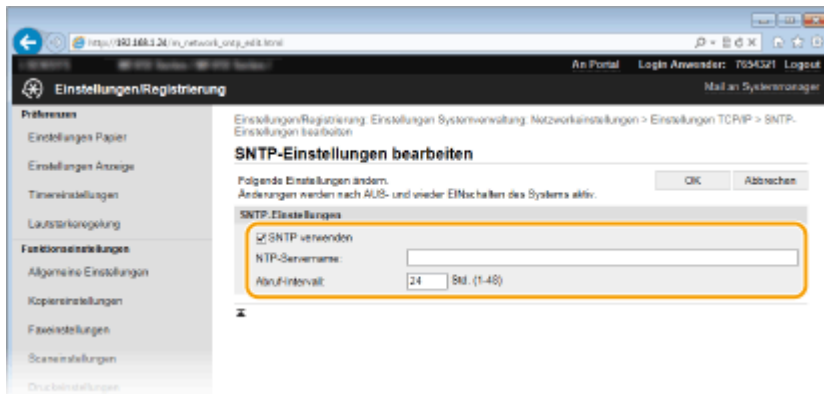 http://192.168.1.24/m_network_sntp_edit.html
An Portal Login Anwender: 7654321 Logout
Einstellungen/Registrierung
Mail an Systemmanager
Präferenzen
Einstellungen Papier
Einstellungen Anzeige
Timereinstellungen
Lautstärkeregelung
Funktionseinstellungen
Allgemeine Einstellungen
Kopiereinstellungen
Faxeinstellungen
Scaneinstellungen
Druckeinstellungen
Einstellungen/Registrierung: Einstellungen Systemverwaltung: Netzwerkeinstellungen > Einstellungen TCP/IP > SNTP-
Einstellungen bearbeiten
SNTP-Einstellungen bearbeiten
Folgende Einstellungen ändern.
Änderungen werden nach AUS- und wieder EINschalten des Systems aktiv.
OK Abbrechen
SNTP-Einstellungen
SNTP verwenden
NTP-Servername:
Abruf-Intervall: 24 Std. (1-48)